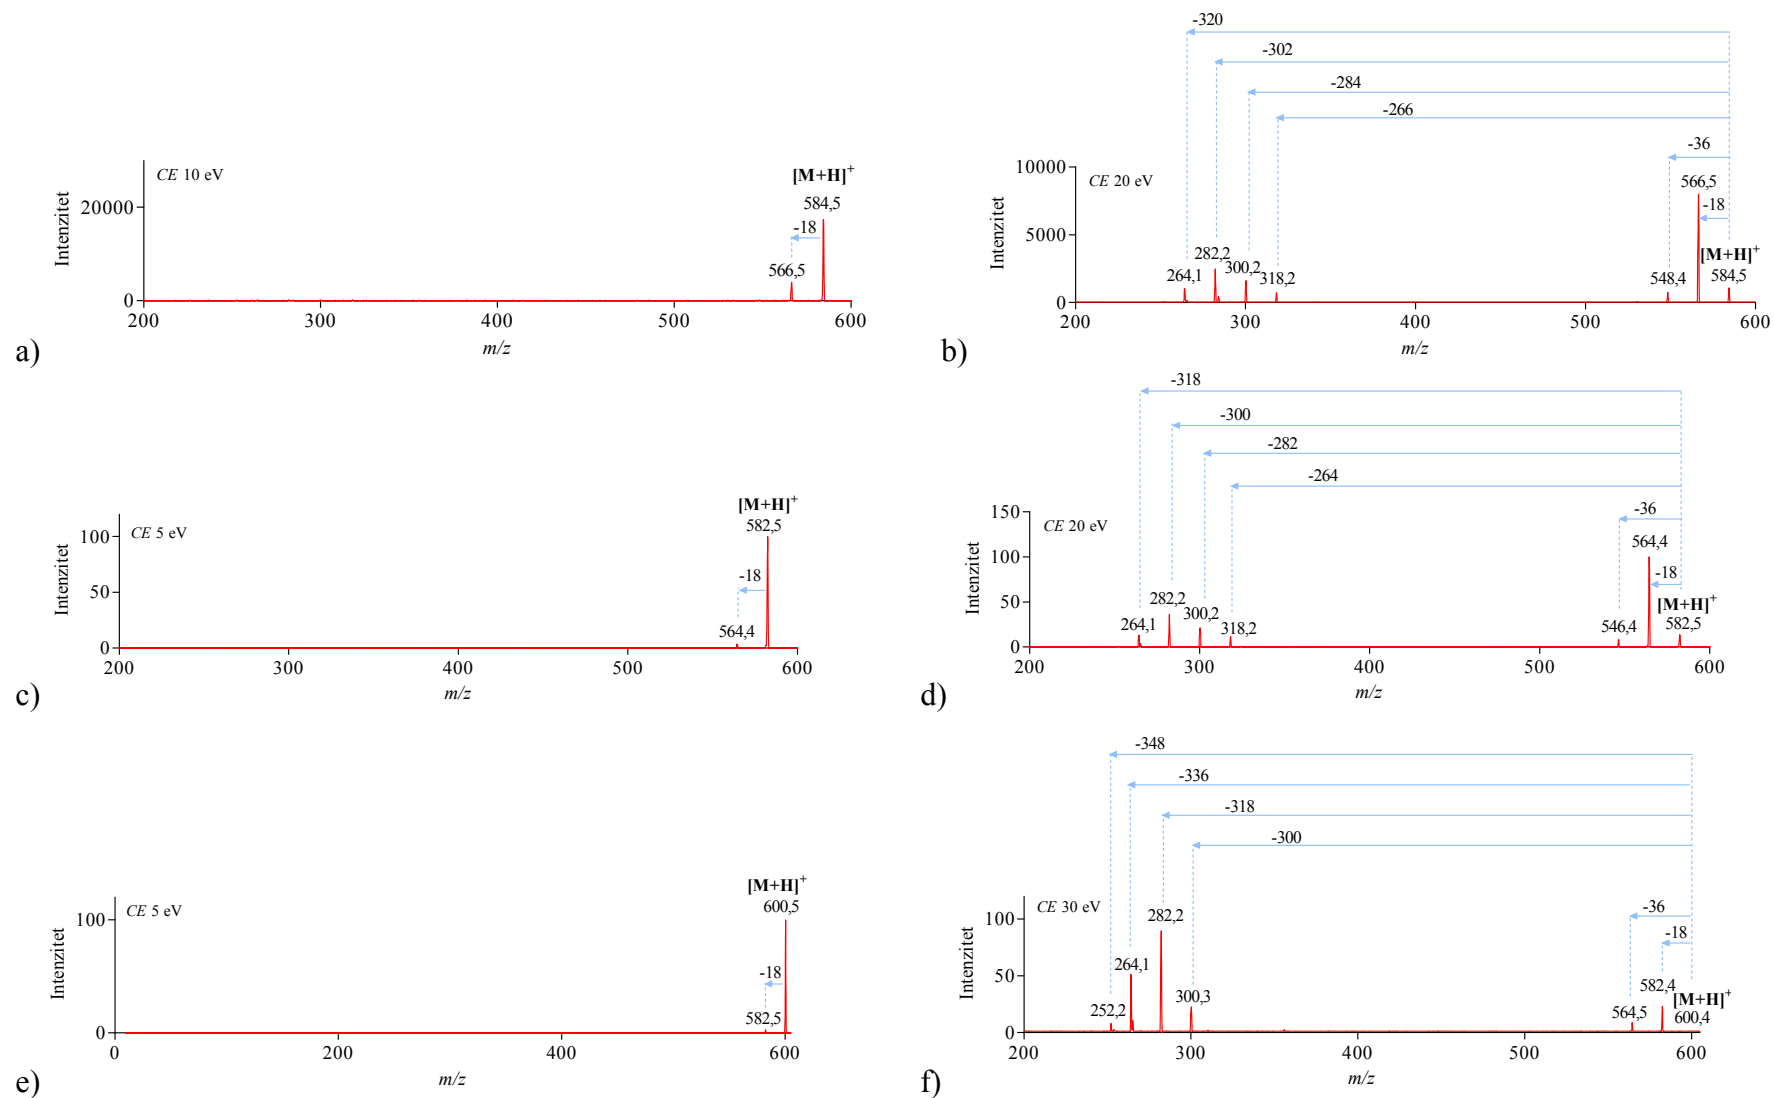 a)
CE 10 eV
[M+H]+
584,5
-18
566,5
Intenzitet
20000
0
200 300 400 500 600
m/z
b)
-320
-302
-284
-266
-36
CE 20 eV
566,5
-18
[M+H]+
584,5
548,4
282,2
264,1
300,2
318,2
Intenzitet
10000
5000
0
200 300 400 500 600
m/z
c)
CE 5 eV
[M+H]+
582,5
-18
564,4
Intenzitet
100
50
0
200 300 400 500 600
m/z
d)
-318
-300
-282
-264
-36
CE 20 eV
564,4
-18
[M+H]+
582,5
546,4
282,2
264,1
300,2
318,2
Intenzitet
150
100
50
0
200 300 400 500 600
m/z
e)
CE 5 eV
[M+H]+
600,5
-18
582,5
Intenzitet
100
50
0
0 200 400 600
m/z
f)
-348
-336
-318
-300
-36
-18
CE 30 eV
282,2
264,1
252,2
300,3
582,4
564,5
[M+H]+
600,4
Intenzitet
100
50
0
200 300 400 500 600
m/z